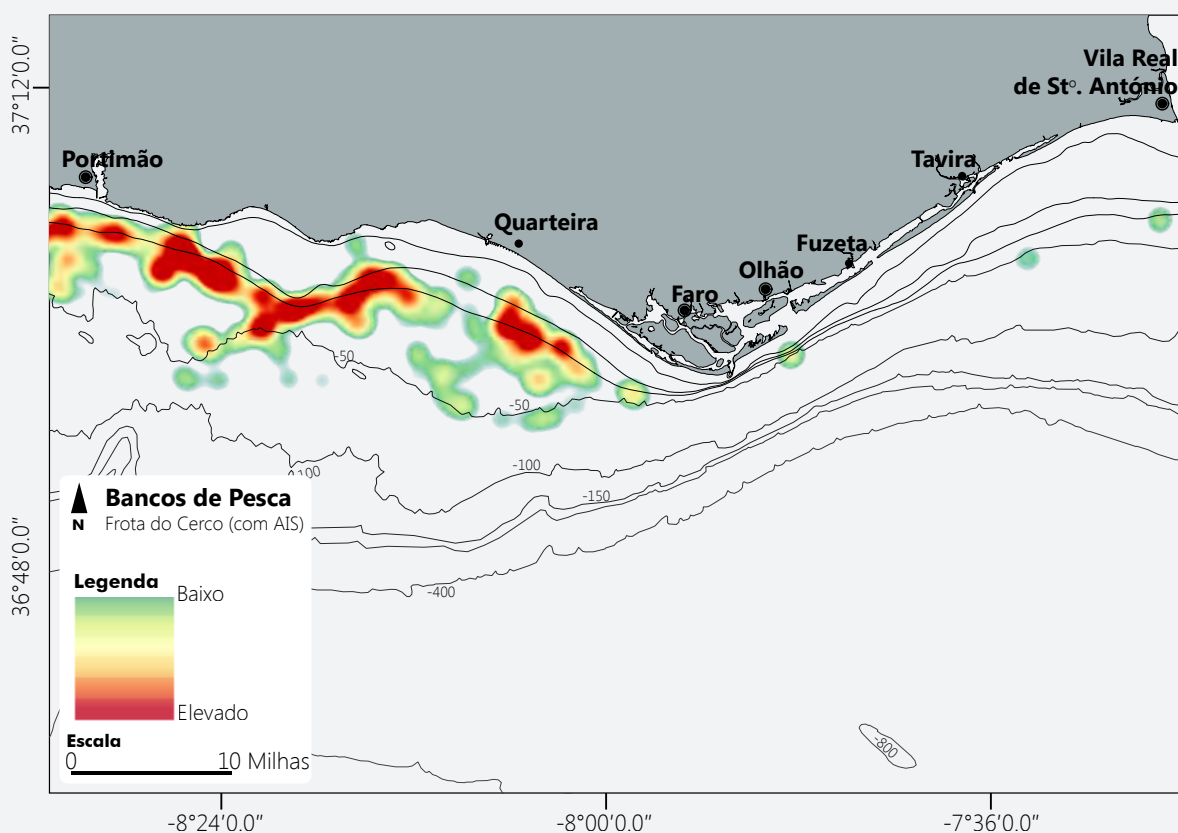 37°12'0.0"
Vila Real
de Stº. António
Portimão
Tavira
Quarteira
Fuzeta
Olhão
Faro
-50
-50
-100
-100
-150
-400
-800
36°48'0.0"
N
Bancos de Pesca
Frota do Cerco (com AIS)
Legenda
Baixo
Elevado
Escala
0 10 Milhas
-8°24'0.0"
-8°00'0.0"
-7°36'0.0"